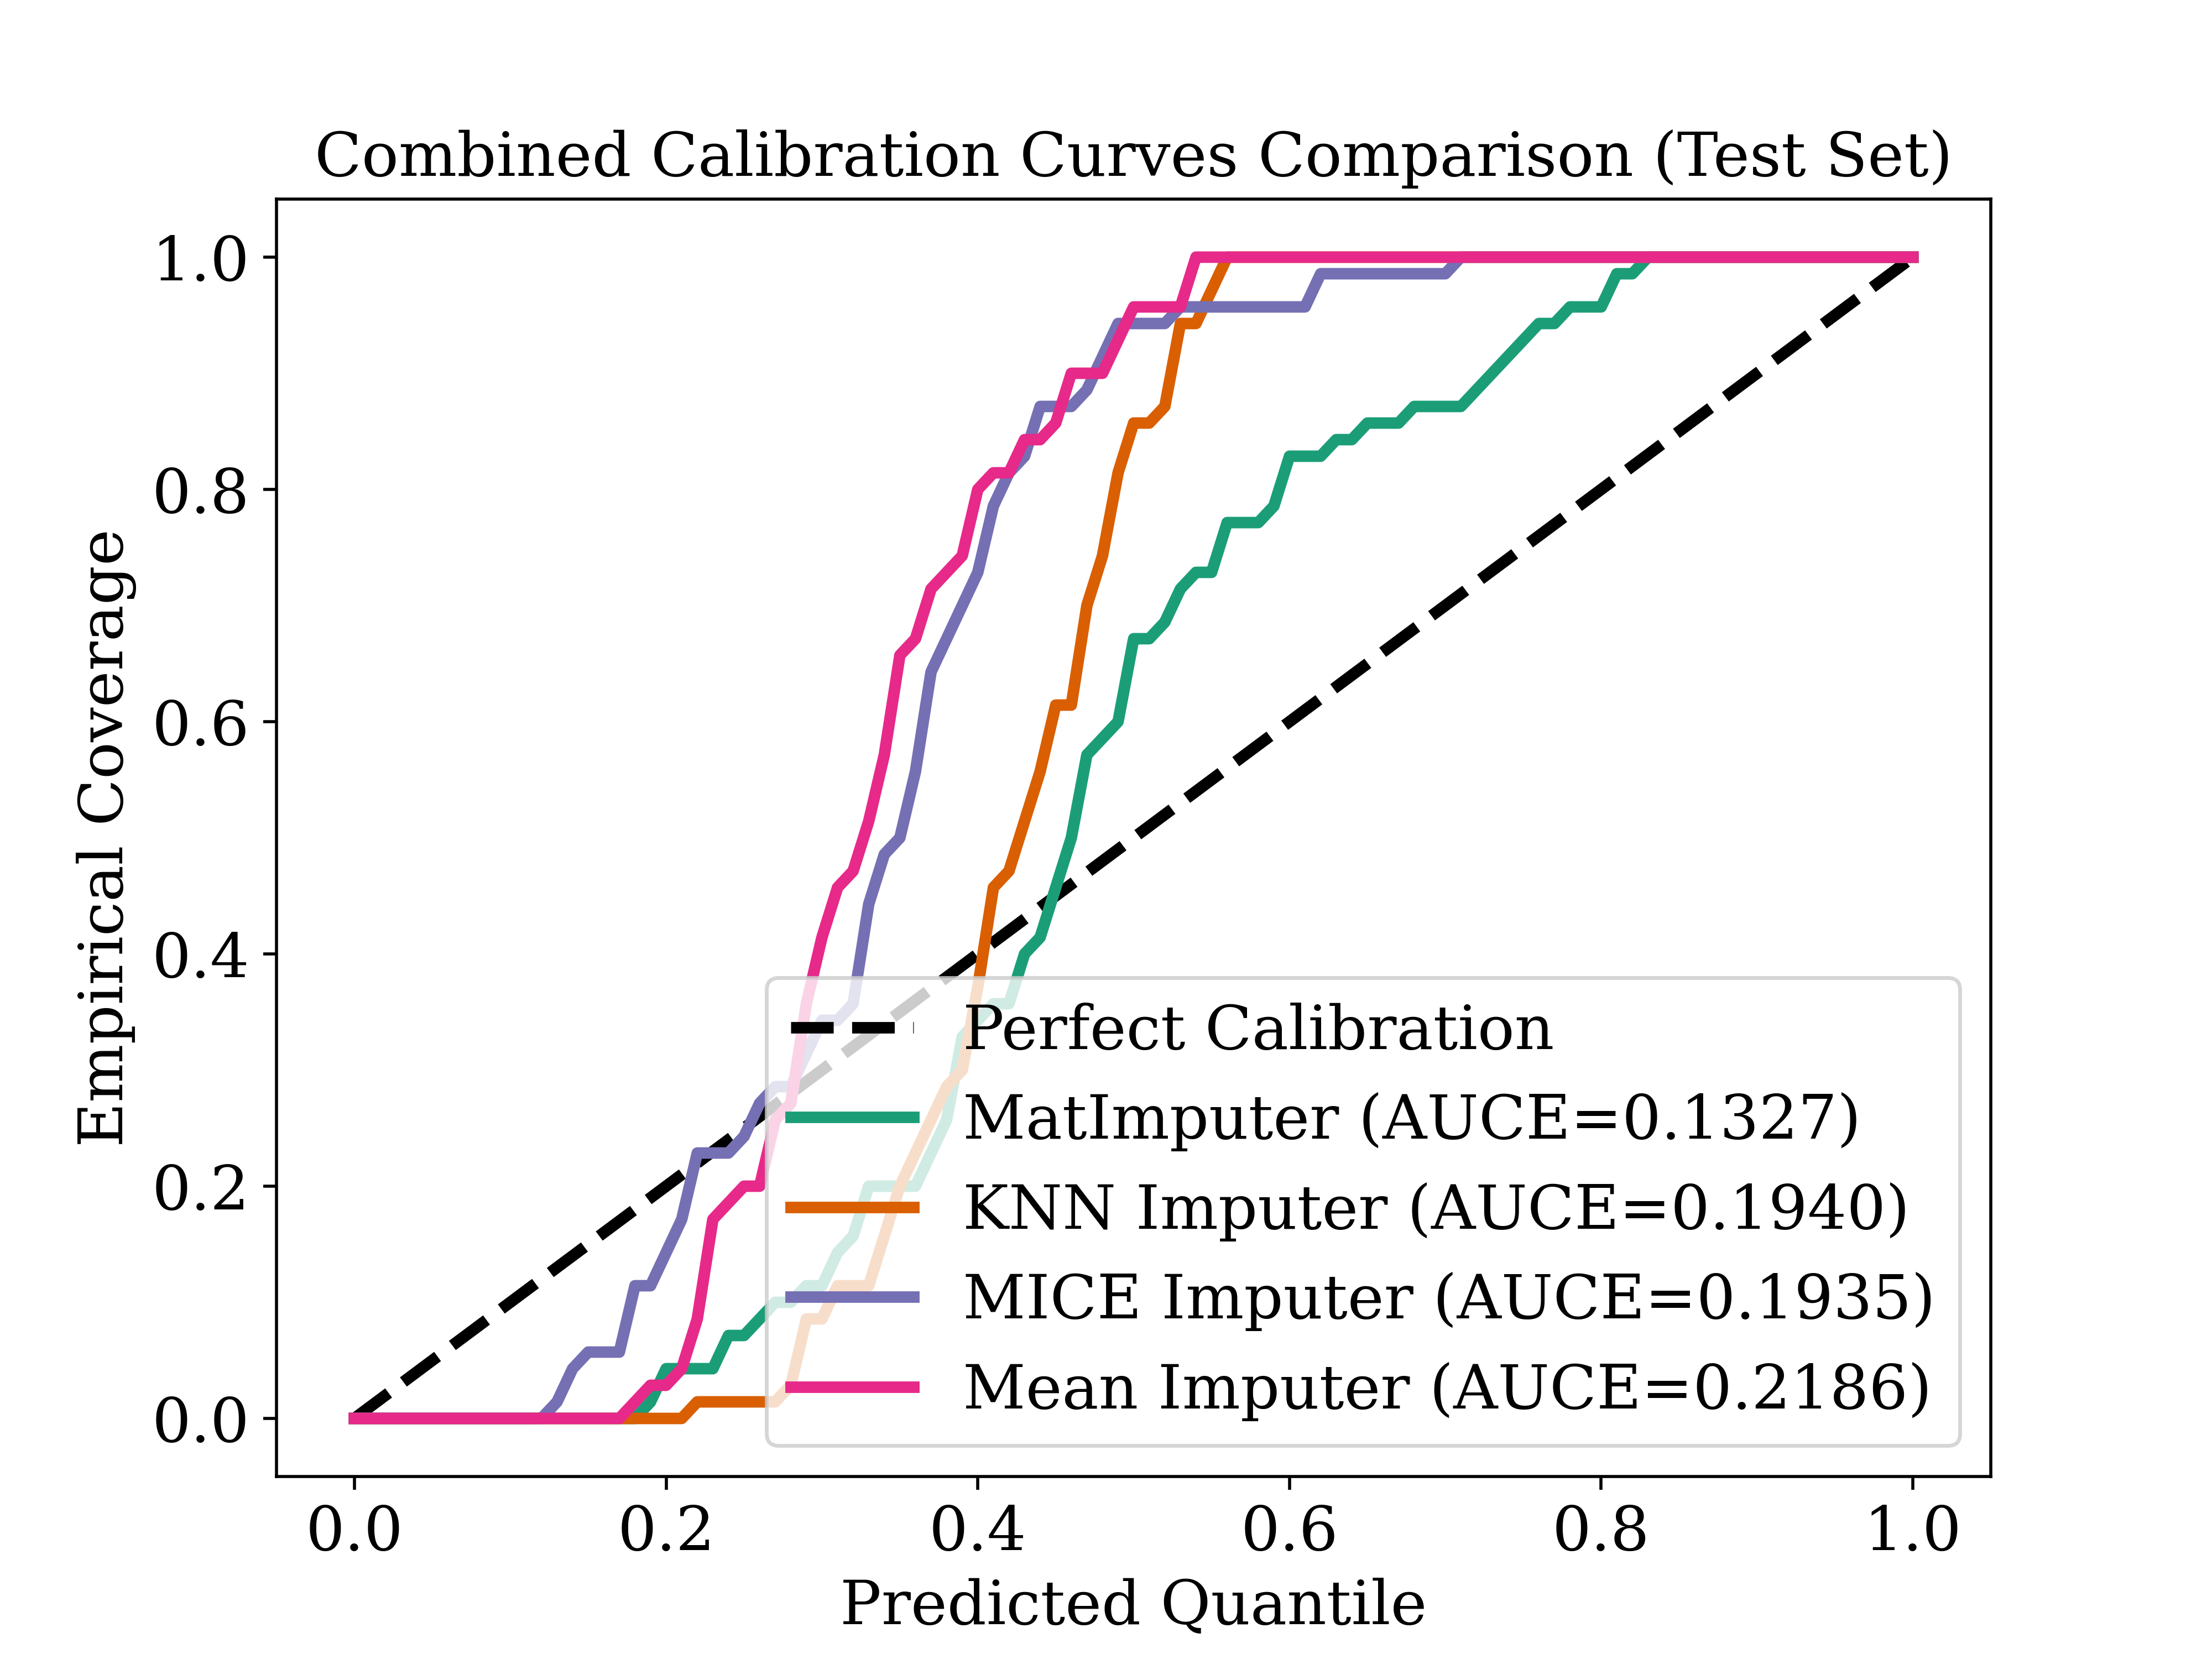 Combined Calibration Curves Comparison (Test Set)
1.0
0.8
0.6
0.4
0.2
0.0
Empirical Coverage
Perfect Calibration
MatImputer (AUCE=0.1327)
KNN Imputer (AUCE=0.1940)
MICE Imputer (AUCE=0.1935)
Mean Imputer (AUCE=0.2186)
0.0 0.2 0.4 0.6 0.8 1.0
Predicted Quantile